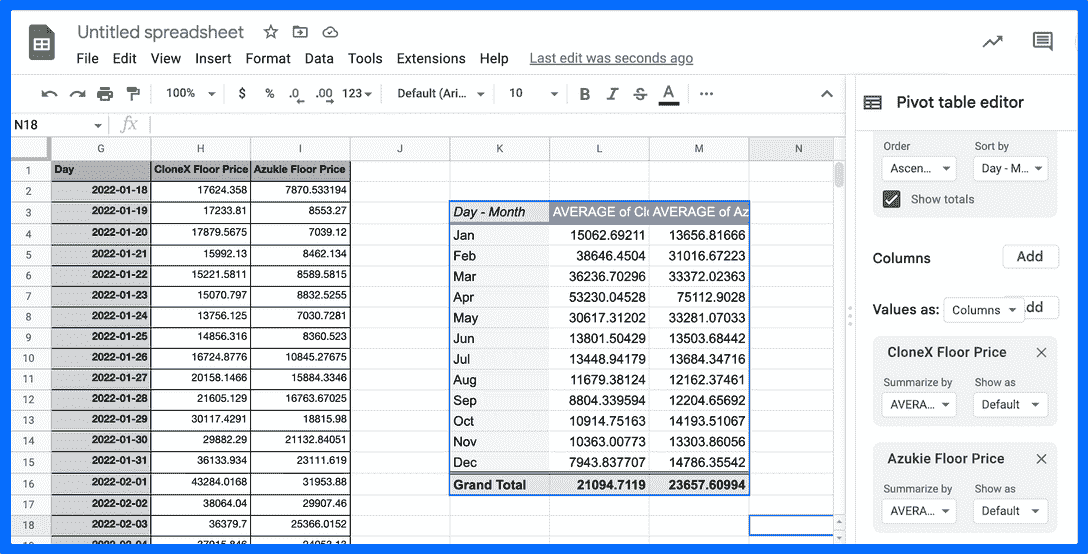 Untitled spreadsheet
File Edit View Insert Format Data Tools Extensions Help Last edit was seconds ago
100% $ % .0 .00 123 Default (Ari... 10 B I S A
N18 fx
G H I J K L M N
1 Day CloneX Floor Price Azukie Floor Price
2 2022-01-18 17624.358 7870.533194
3 2022-01-19 17233.81 8553.27 Day - Month AVERAGE of Cl AVERAGE of Az
4 2022-01-20 17879.5675 7039.12 Jan 15062.69211 13656.81666
5 2022-01-21 15992.13 8462.134 Feb 38646.4504 31016.67223
6 2022-01-22 15221.5811 8589.5815 Mar 36236.70296 33372.02363
7 2022-01-23 15070.797 8832.5255 Apr 53230.04528 75112.9028
8 2022-01-24 13756.125 7030.7281 May 30617.31202 33281.07033
9 2022-01-25 14856.316 8360.523 Jun 13801.50429 13503.68442
10 2022-01-26 16724.8776 10845.27675 Jul 13448.94179 13684.34716
11 2022-01-27 20158.1466 15884.3346 Aug 11679.38124 12162.37461
12 2022-01-28 21605.129 16763.67025 Sep 8804.339594 12204.65692
13 2022-01-29 30117.4291 18815.98 Oct 10914.75163 14193.51067
14 2022-01-30 29882.29 21132.84051 Nov 10363.00773 13303.86056
15 2022-01-31 36133.934 23111.619 Dec 7943.837707 14786.35542
16 2022-02-01 43284.0168 31953.88 Grand Total 21094.7119 23657.60994
17 2022-02-02 38064.04 29907.46
18 2022-02-03 36379.7 25366.0152
Pivot table editor
Order Sort by
Ascen... Day - M...
Show totals
Columns Add
Values as: Columns dd
CloneX Floor Price
Summarize by Show as
AVERA... Default
Azukie Floor Price
Summarize by Show as
AVERA... Default